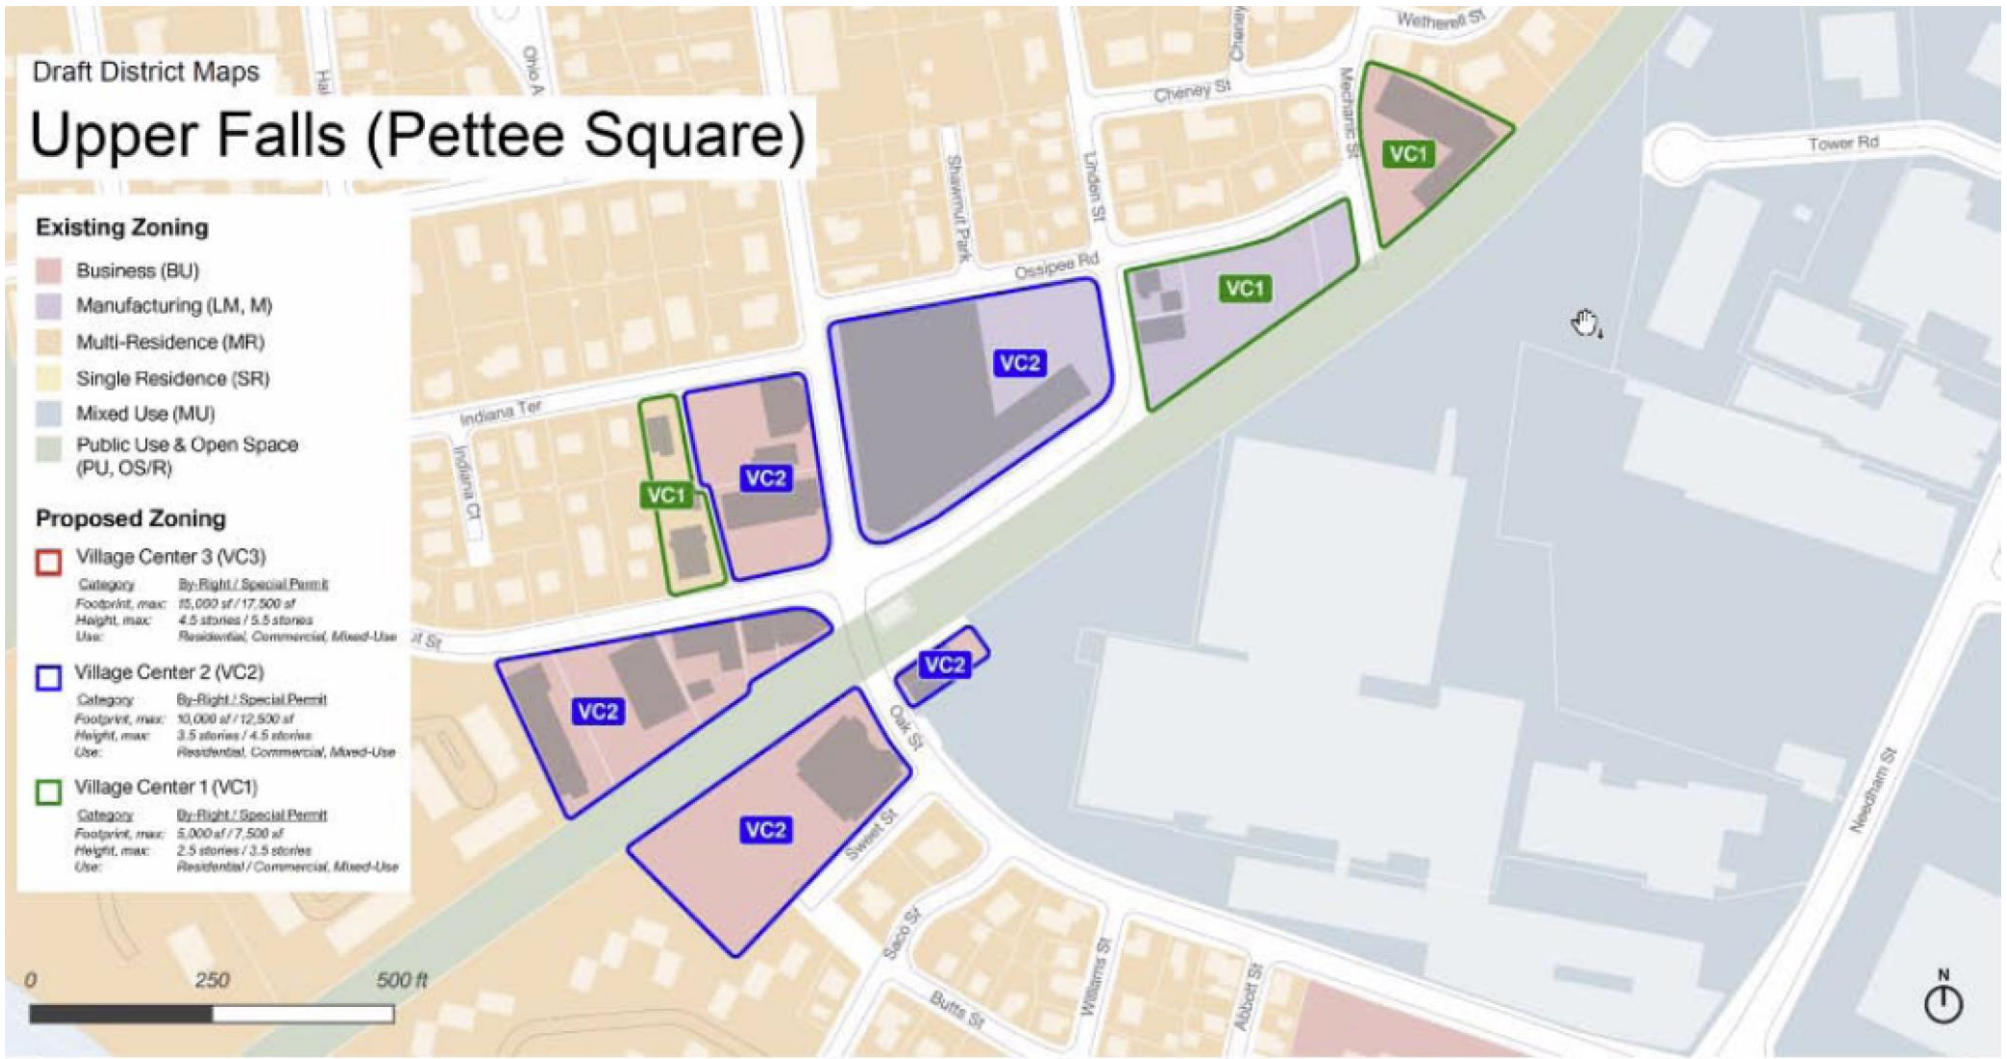 Draft District Maps
Upper Falls (Pettee Square)
Existing Zoning
Business (BU)
Manufacturing (LM, M)
Multi-Residence (MR)
Single Residence (SR)
Mixed Use (MU)
Public Use & Open Space
(PU, OS/R)
Proposed Zoning
Village Center 3 (VC3)
Category By-Right / Special Permit
Footprint, max: 15,000 sf / 17,500 sf
Height, max: 4.5 stories / 5.5 stories
Use: Residential, Commercial, Mixed-Use
Village Center 2 (VC2)
Category By-Right / Special Permit
Footprint, max: 10,000 sf / 12,500 sf
Height, max: 3.5 stories / 4.5 stories
Use: Residential, Commercial, Mixed-Use
Village Center 1 (VC1)
Category By-Right / Special Permit
Footprint, max: 5,000 sf / 7,500 sf
Height, max: 2.5 stories / 3.5 stories
Use: Residential / Commercial, Mixed-Use
0 250 500 ft
Ohio A
Cheney
Wetherell St
Cheney St
Mechanic St
Tower Rd
VC1
Shawmut Park
Linden St
Ossipee Rd
VC1
VC2
Indiana Ter
Indiana Ct
VC1
VC2
St
VC2
VC2
Oak St
VC2
Sweet St
Saco St
Butts St
Williams St
Abbott St
Needham St
N